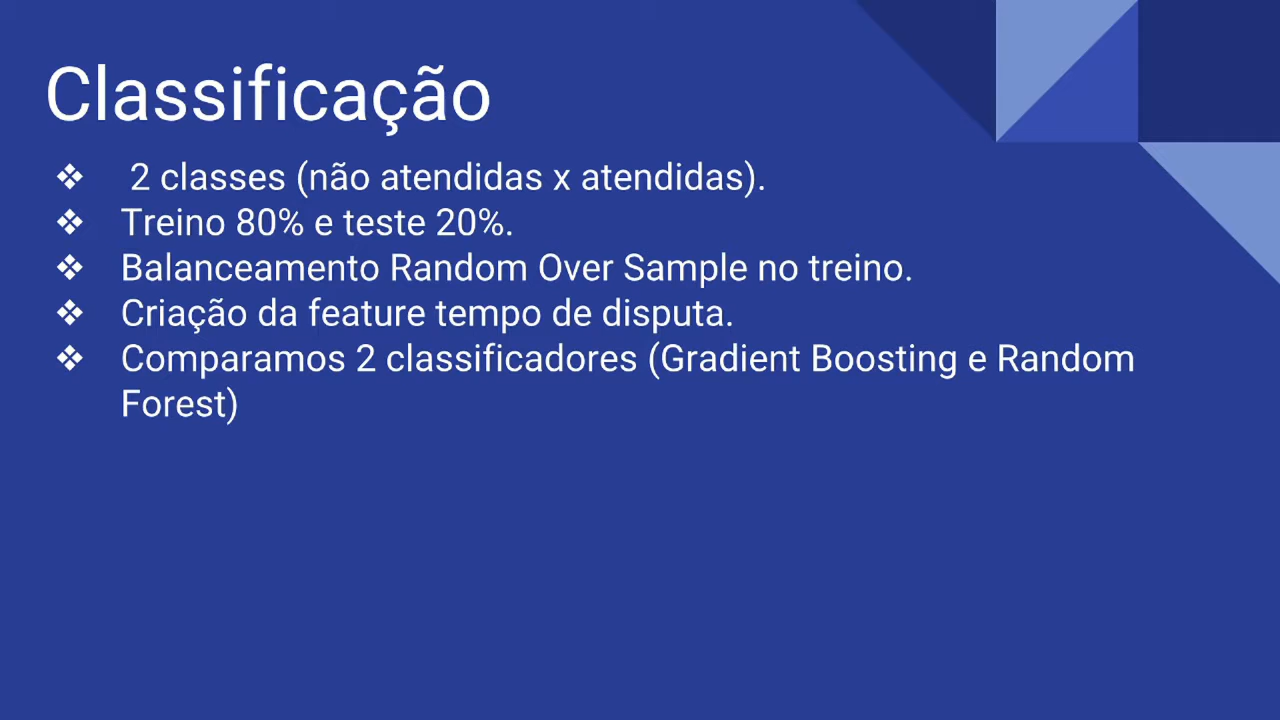 Classificação
❖ 2 classes (não atendidas x atendidas).
❖ Treino 80% e teste 20%.
❖ Balanceamento Random Over Sample no treino.
❖ Criação da feature tempo de disputa.
❖ Comparamos 2 classificadores (Gradient Boosting e Random
Forest)